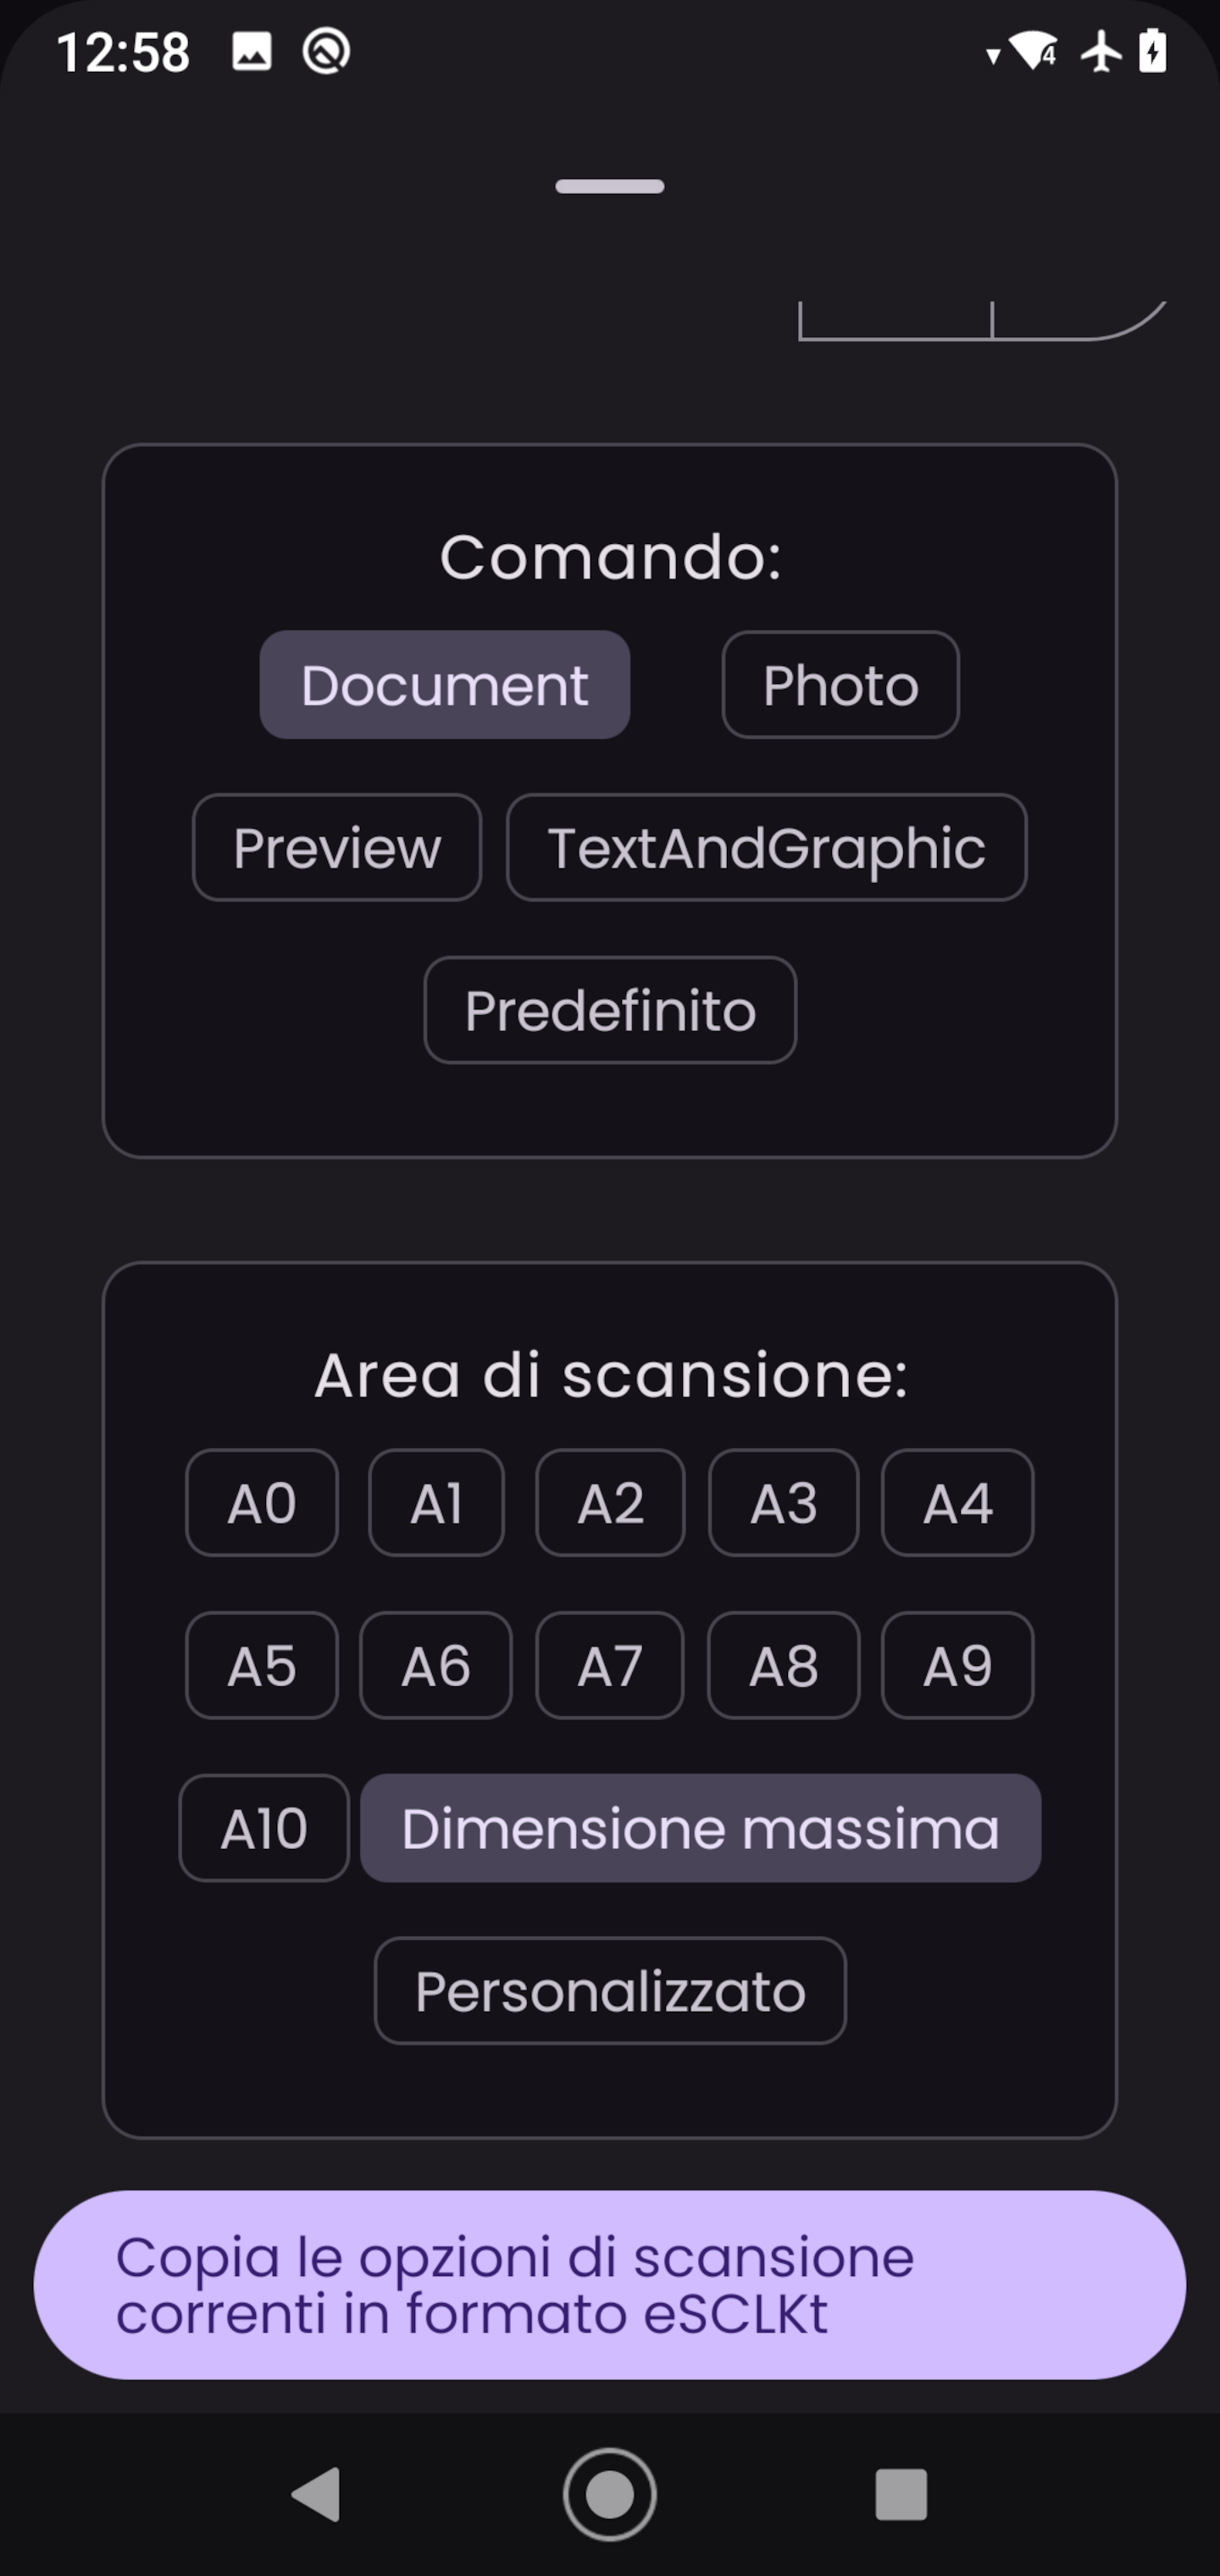 12:58
4
Comando:
Document Photo
Preview TextAndGraphic
Predefinito
Area di scansione:
A0 A1 A2 A3 A4
A5 A6 A7 A8 A9
A10 Dimensione massima
Personalizzato
Copia le opzioni di scansione
correnti in formato eSCLKt